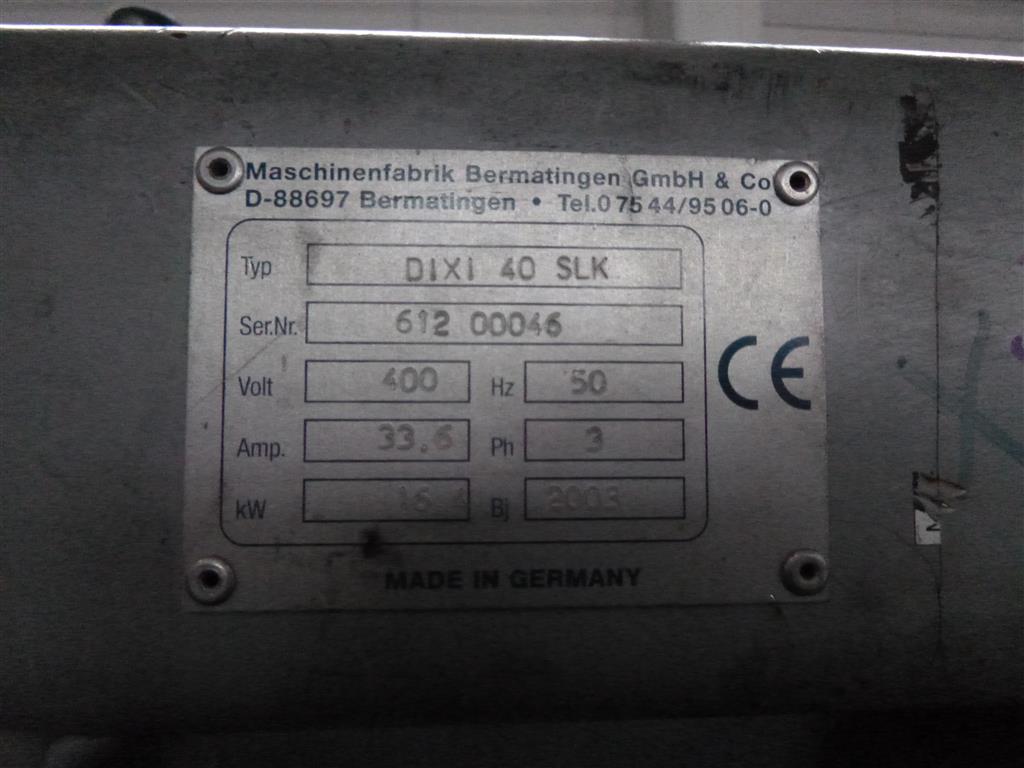 Maschinenfabrik Bermatingen GmbH & Co
D-88697 Bermatingen • Tel.0 75 44/95 06-0
Typ DIXI 40 SLK
Ser.Nr. 612 00046
Volt 400 Hz 50
Amp. 33.6 Ph 3
kW Bj 2003
CE
MADE IN GERMANY